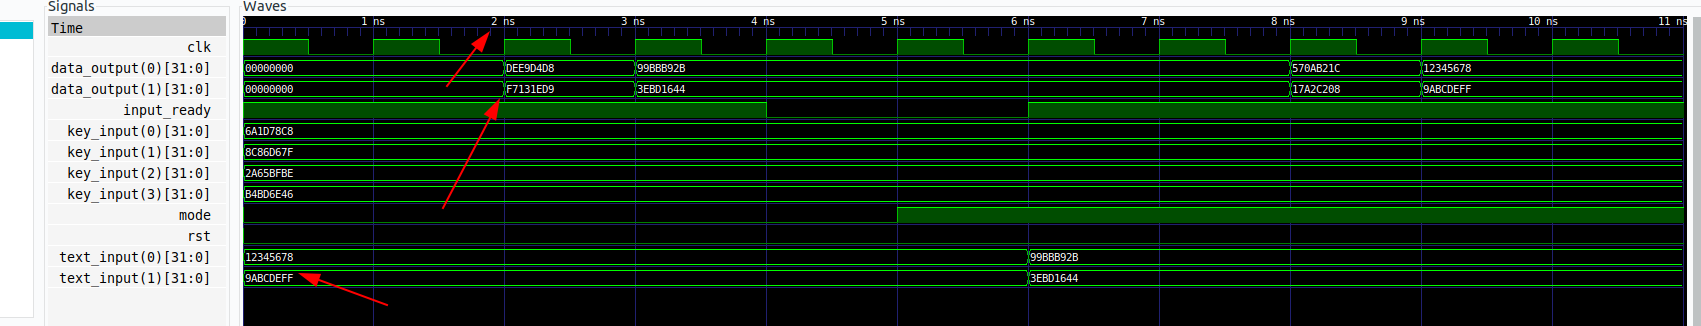 Signals Waves
Time 0 1 ns 2 ns 3 ns 4 ns 5 ns 6 ns 7 ns 8 ns 9 ns 10 ns 11 ns
clk
data_output(0)[31:0] 00000000 DEE9D4D8 99BBB92B 570AB21C 12345678
data_output(1)[31:0] 00000000 F7131ED9 3EBD1644 17A2C208 9ABCDEFF
input_ready
key_input(0)[31:0] 6A1D78C8
key_input(1)[31:0] 8C86D67F
key_input(2)[31:0] 2A65BFBE
key_input(3)[31:0] B4BD6E46
mode
rst
text_input(0)[31:0] 12345678 99BBB92B
text_input(1)[31:0] 9ABCDEFF 3EBD1644